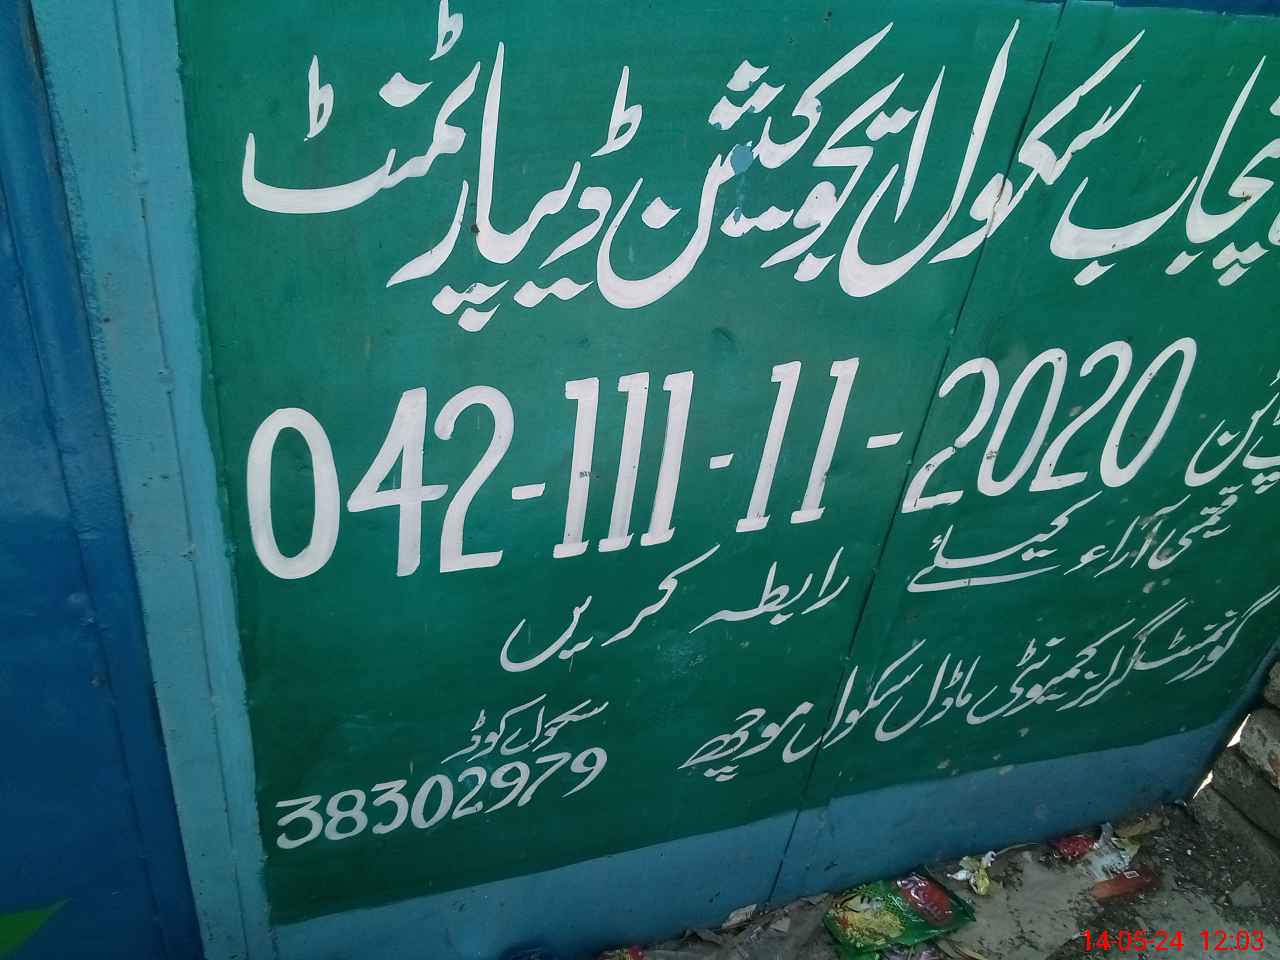 پنجاب سکول ایجوکیشن ڈیپارٹمنٹ
042-111-11-2020
قیمتی آراء کیلئے رابطہ کریں
گورنمنٹ گرلز کمیونٹی ماڈل سکول موچھ
سکول کوڈ
38302979
14-05-24 12:03